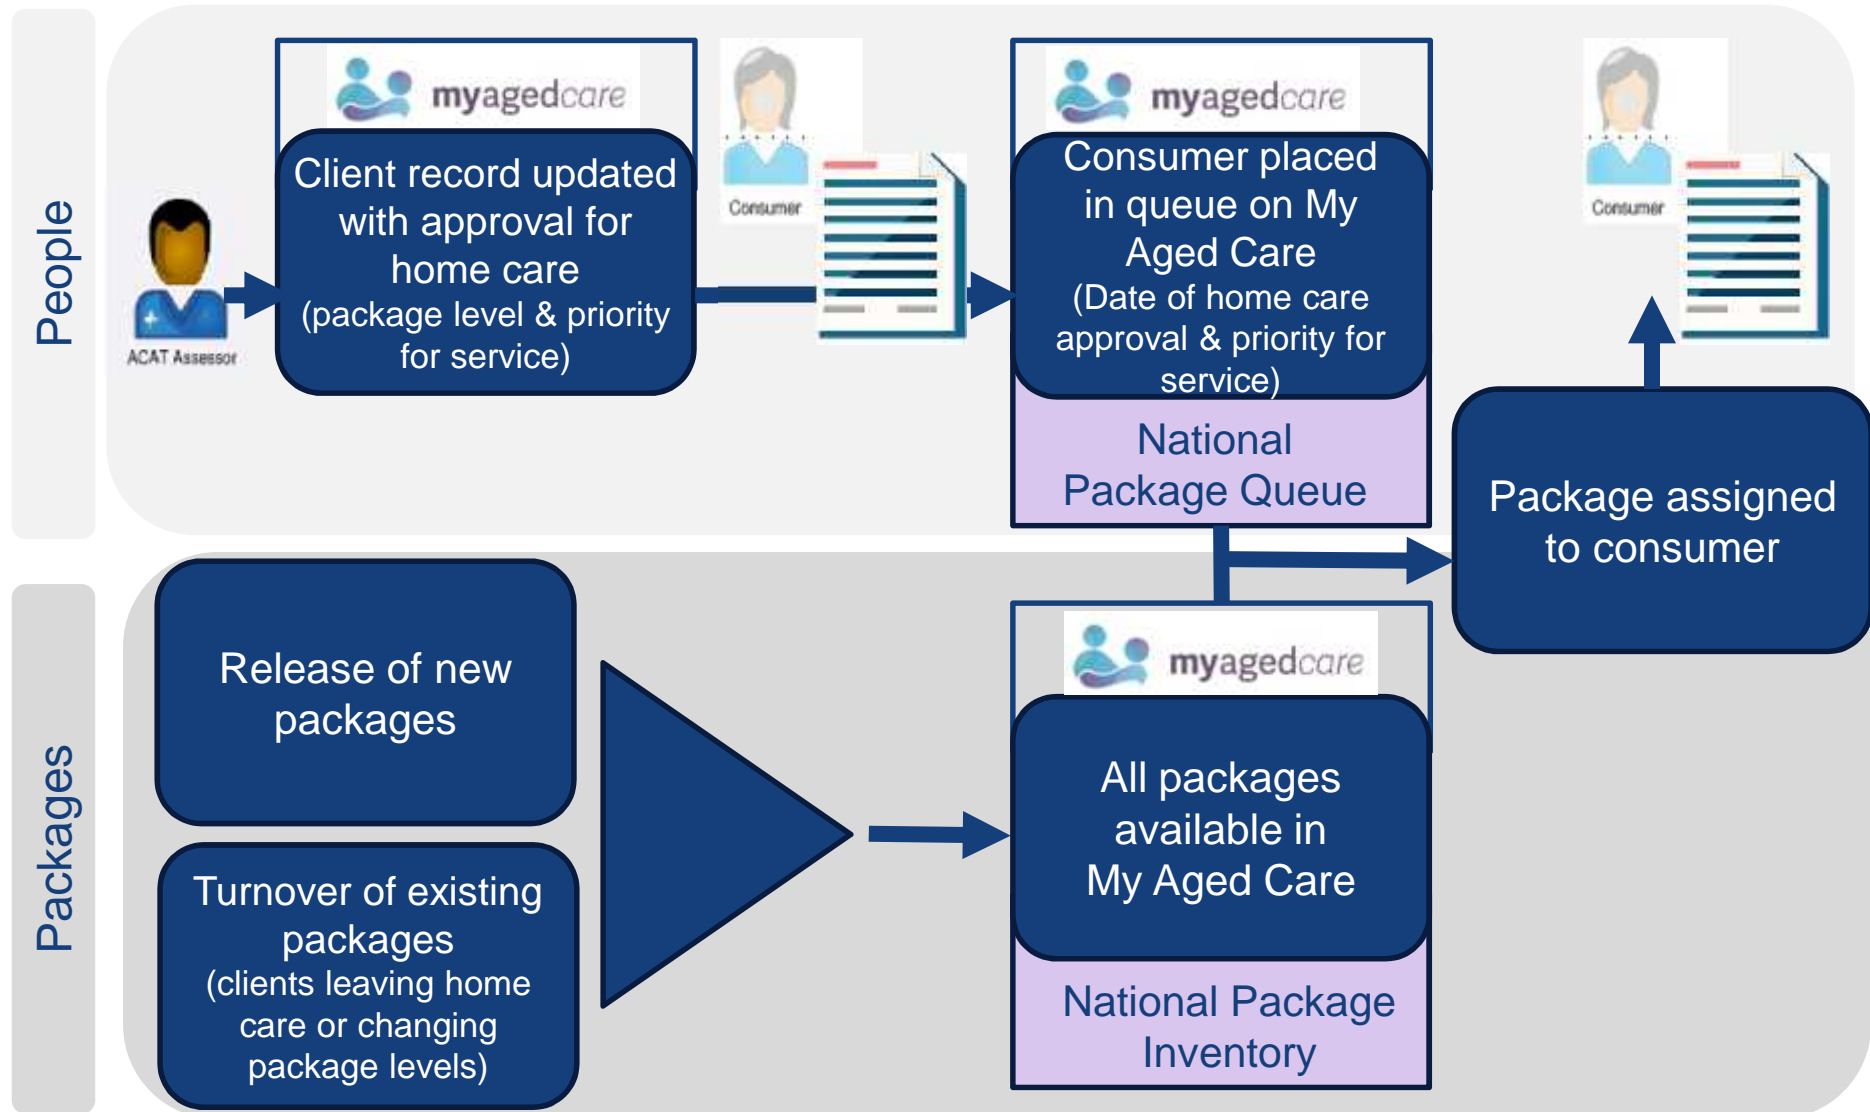 People
myagedcare
Client record updated
with approval for
home care
(package level & priority
for service)
ACAT Assessor
Consumer
myagedcare
Consumer placed
in queue on My
Aged Care
(Date of home care
approval & priority for
service)
National
Package Queue
Consumer
Package assigned
to consumer
Packages
Release of new
packages
Turnover of existing
packages
(clients leaving home
care or changing
package levels)
myagedcare
All packages
available in
My Aged Care
National Package
Inventory